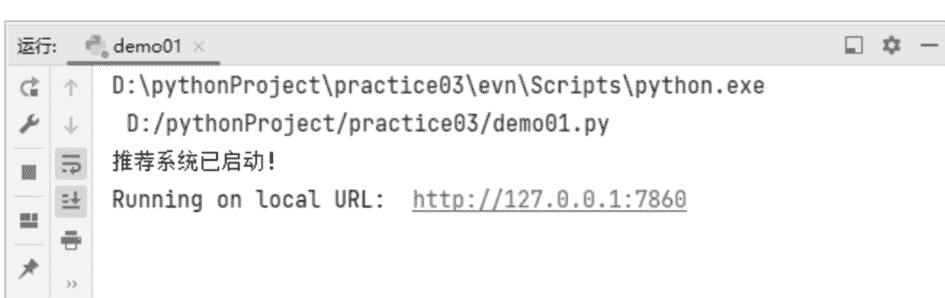 运行: demo01
D:\pythonProject\practice03\evn\Scripts\python.exe
D:/pythonProject/practice03/demo01.py
推荐系统已启动!
Running on local URL: http://127.0.0.1:7860